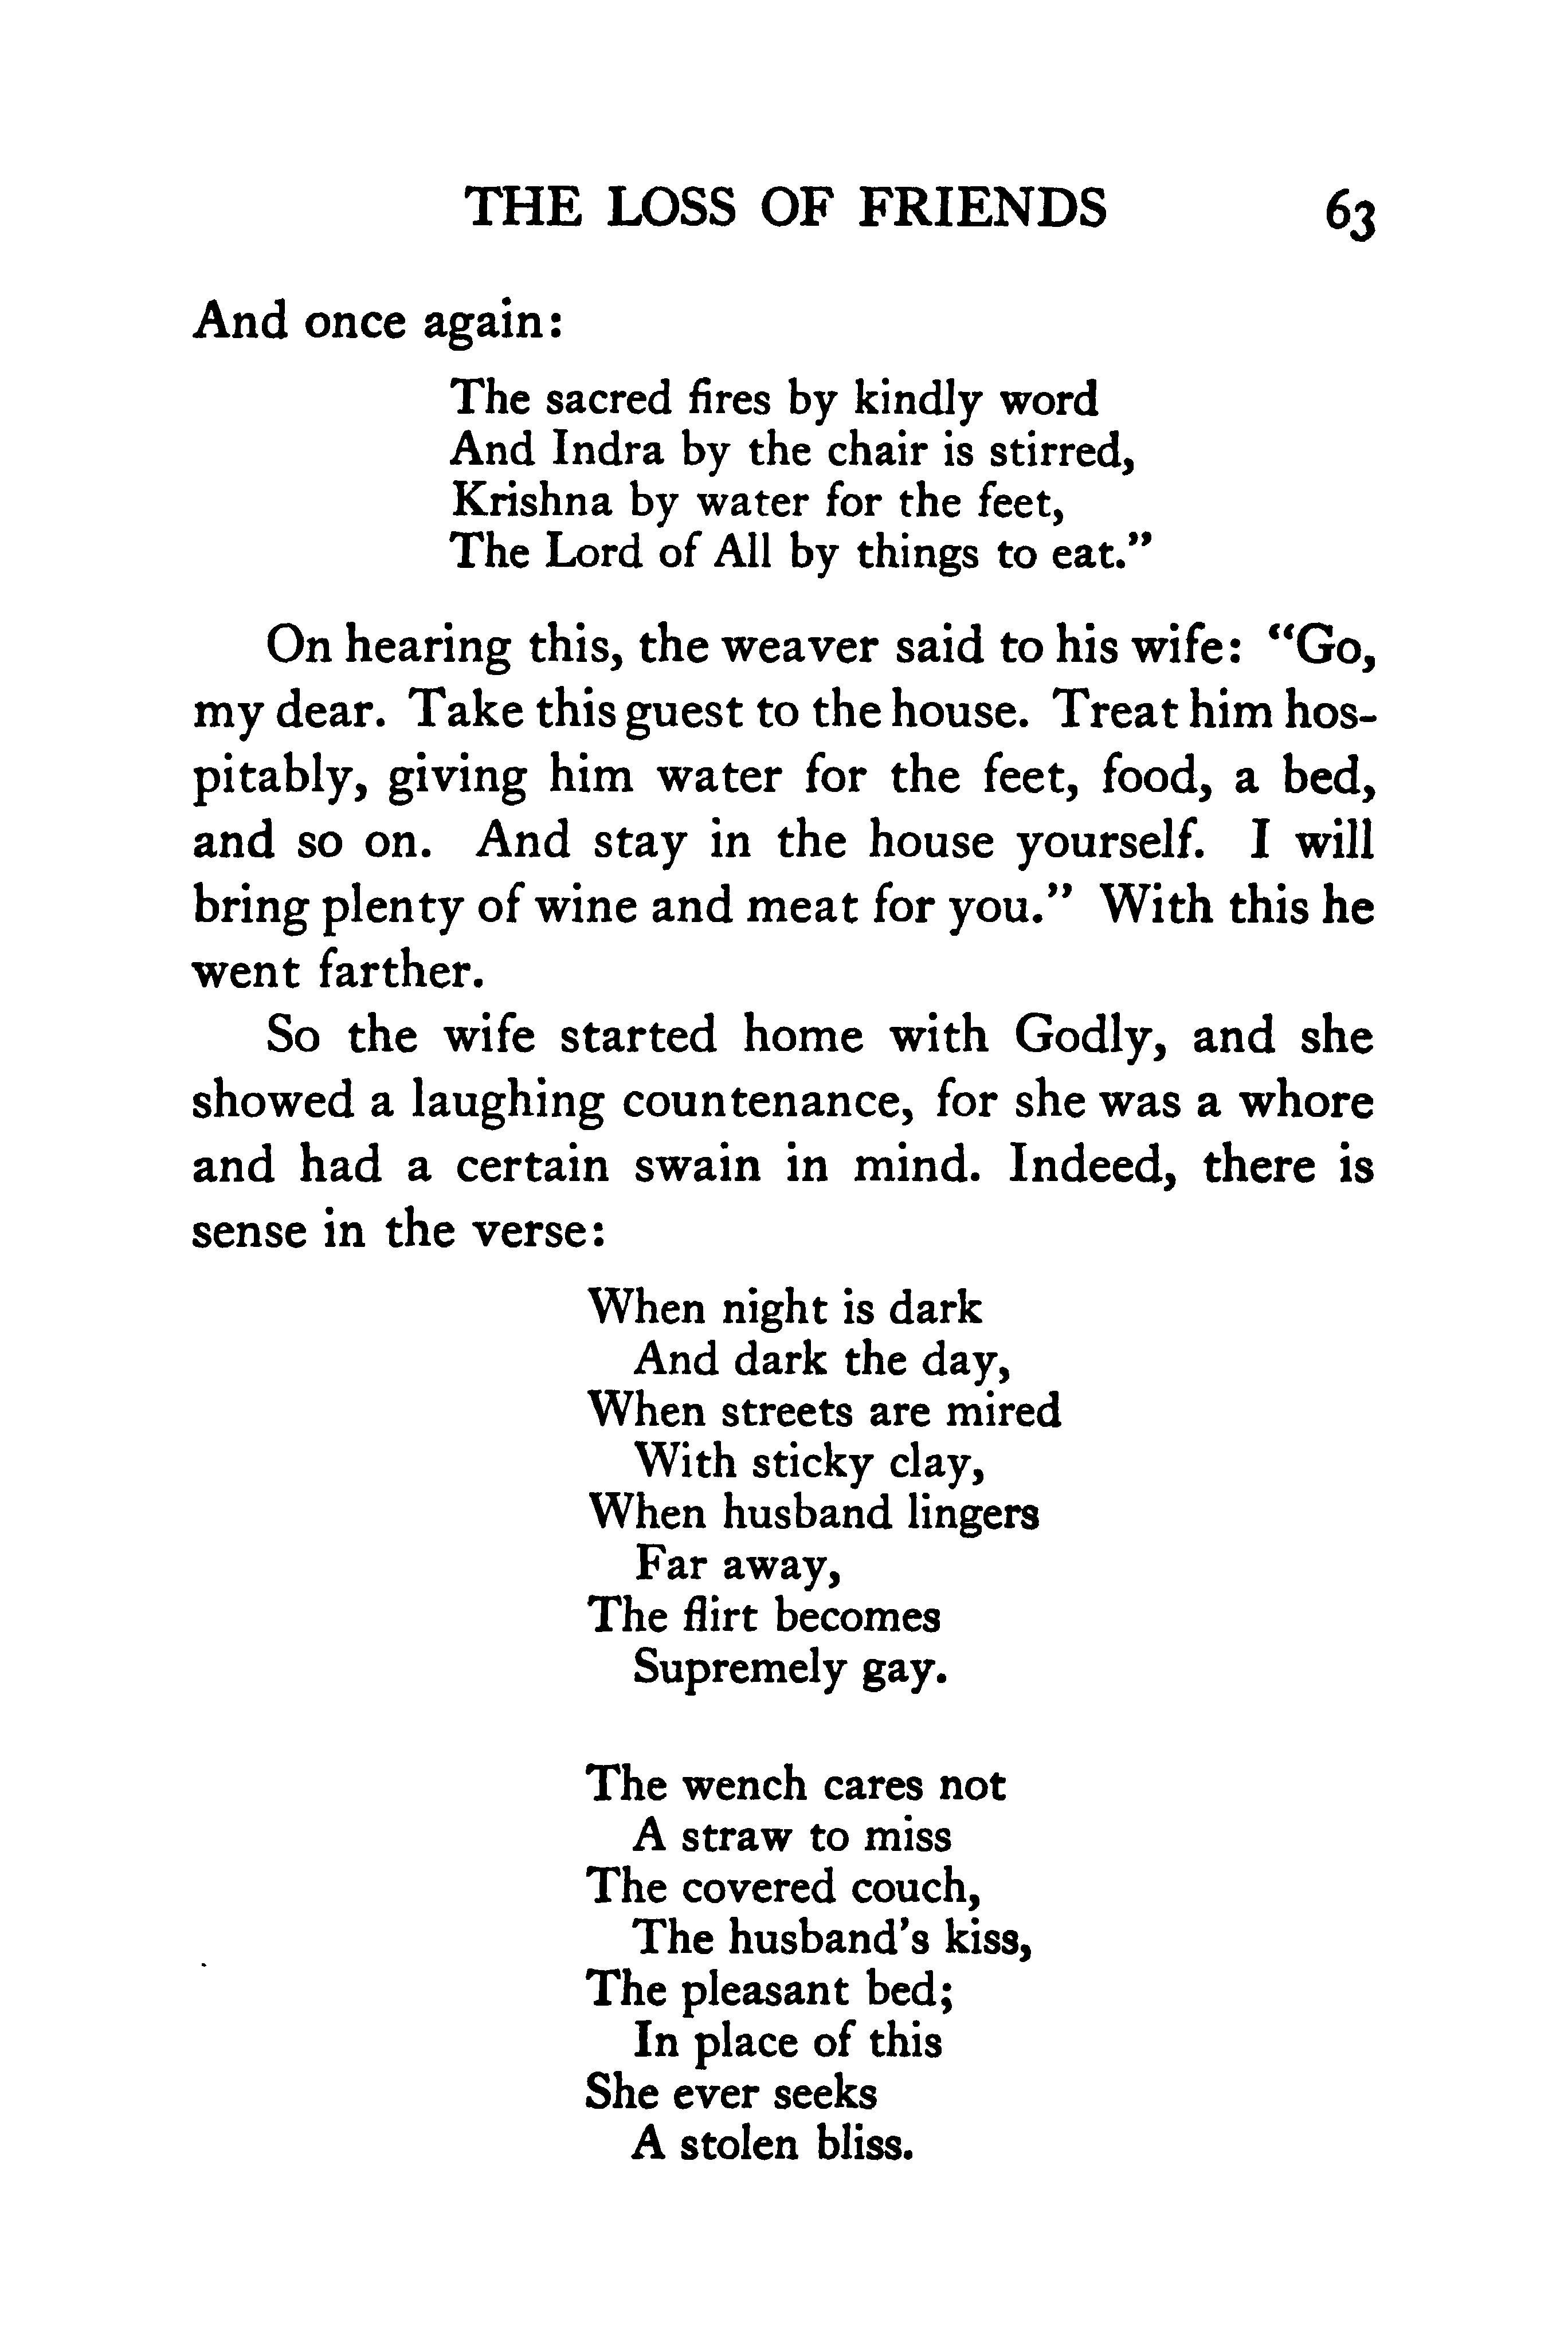 THE LOSS OF FRIENDS 63
And once again:
The sacred fires by kindly word
And Indra by the chair is stirred,
Krishna by water for the feet,
The Lord of All by things to eat.”
On hearing this, the weaver said to his wife: “Go,
my dear. Take this guest to the house. Treat him hos-
pitably, giving him water for the feet, food, a bed,
and so on. And stay in the house yourself. I will
bring plenty of wine and meat for you.” With this he
went farther.
So the wife started home with Godly, and she
showed a laughing countenance, for she was a whore
and had a certain swain in mind. Indeed, there is
sense in the verse:
When night is dark
And dark the day,
When streets are mired
With sticky clay,
When husband lingers
Far away,
The flirt becomes
Supremely gay.
The wench cares not
A straw to miss
The covered couch,
The husband’s kiss,
The pleasant bed;
In place of this
She ever seeks
A stolen bliss.